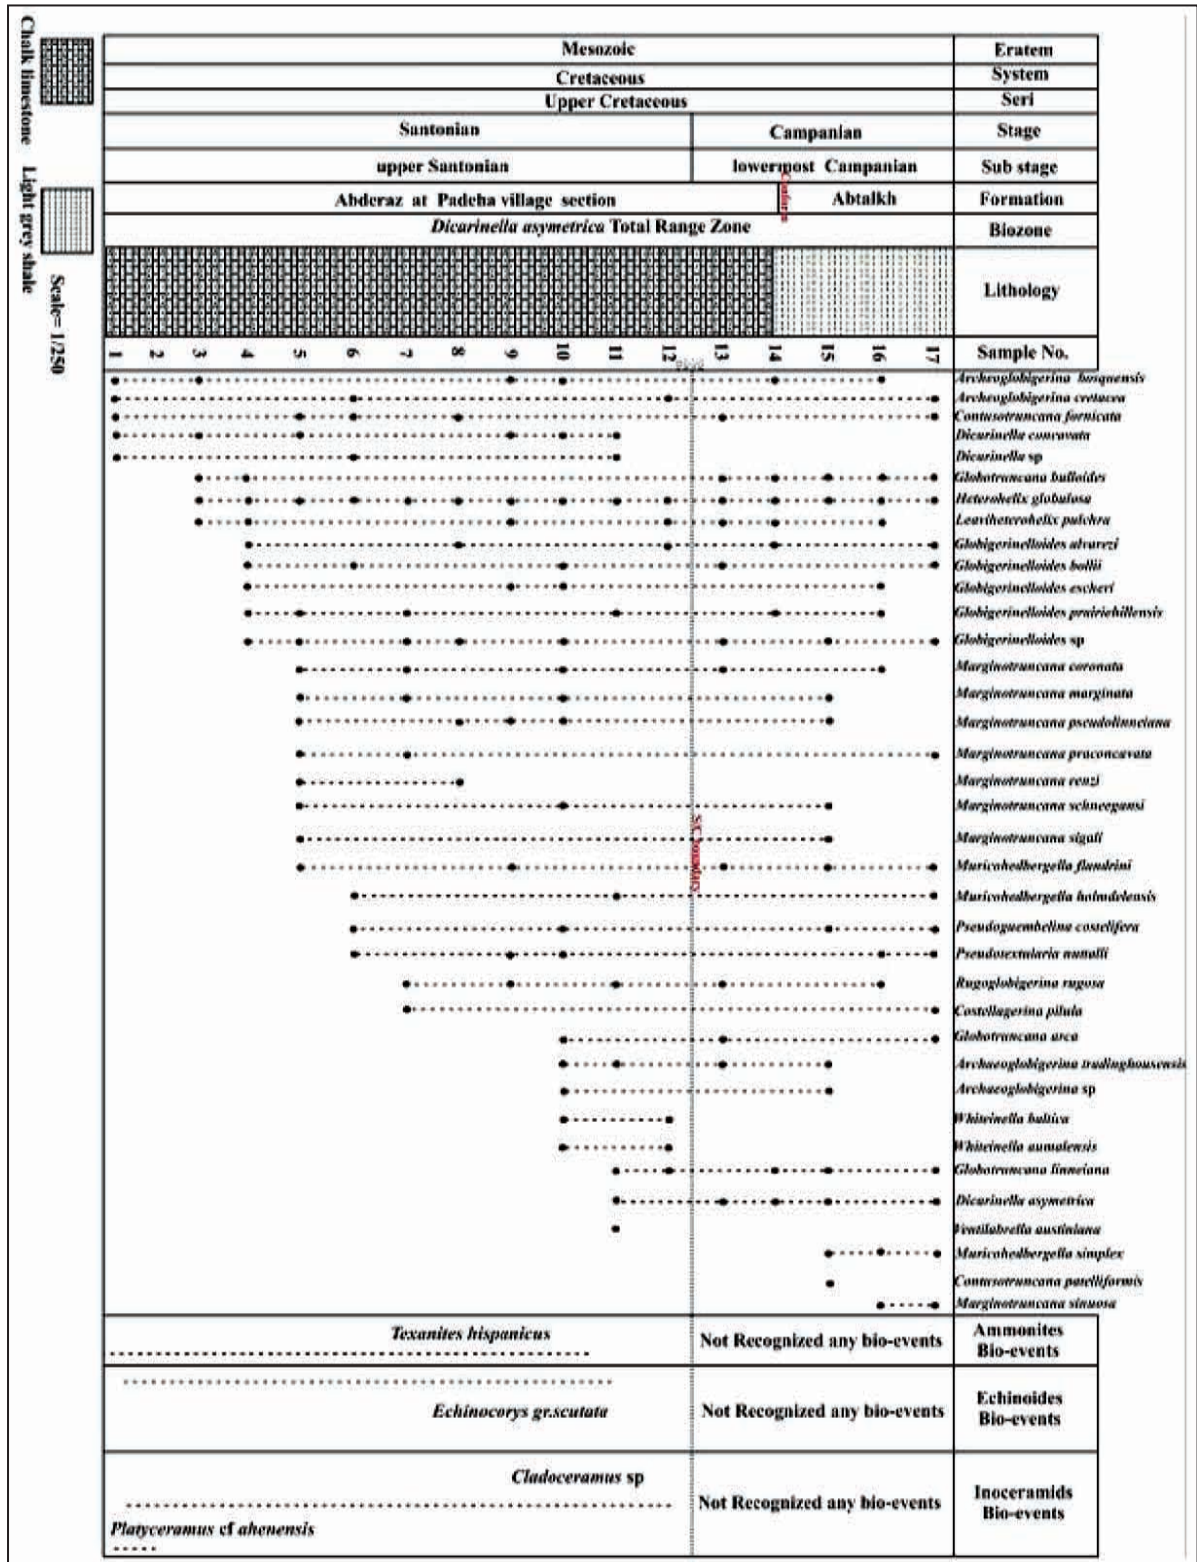 Mesozoic Eratem
Cretaceous System
Upper Cretaceous Seri
Santonian Campanian Stage
upper Santonian lowermost Campanian Sub stage
Abderaz at Padeha village section Abtalkh Formation
Dicarinella asymetrica Total Range Zone Biozone
Lithology
1 2 3 4 5 6 7 8 9 10 11 12 13 14 15 16 17 Sample No.
Chalk limestone
Light grey shale
Scale= 1/250
Archeoglobigerina bosquensis
Archeoglobigerina cretacea
Contusotruncana fornicata
Dicarinella concavata
Dicarinella sp
Globotruncana bulloides
Heterohelix globulosa
Leaviheterohelix pulchra
Globigerinelloides alvarezi
Globigerinelloides bollii
Globigerinelloides escheri
Globigerinelloides prairiehillensis
Globigerinelloides sp
Marginotruncana coronata
Marginotruncana marginata
Marginotruncana pseudolinneiana
Marginotruncana praconcavata
Marginotruncana renzi
Marginotruncana schneegansi
Marginotruncana sigali
Muricohedbergella flandrini
Muricohedbergella holmdelensis
Pseudoguembelina costelifera
Pseudotextularia nuttalli
Rugoglobigerina rugosa
Costellagerina pilula
Globotruncana arca
Archaeoglobigerina tradinghousensis
Archaeoglobigerina sp
Whiteinella baltica
Whiteinella aumalensis
Globotruncana linneiana
Dicarinella asymetrica
Ventilabrella austiniana
Muricohedbergella simplex
Contusotruncana patelliformis
Marginotruncana sinuosa
Texanites hispanicus Not Recognized any bio-events Ammonites
Bio-events
Echinocorys gr.scutata Not Recognized any bio-events Echinoides
Bio-events
Cladoceramus sp
Not Recognized any bio-events Inoceramids
Bio-events
Platyceramus cf ahenensis